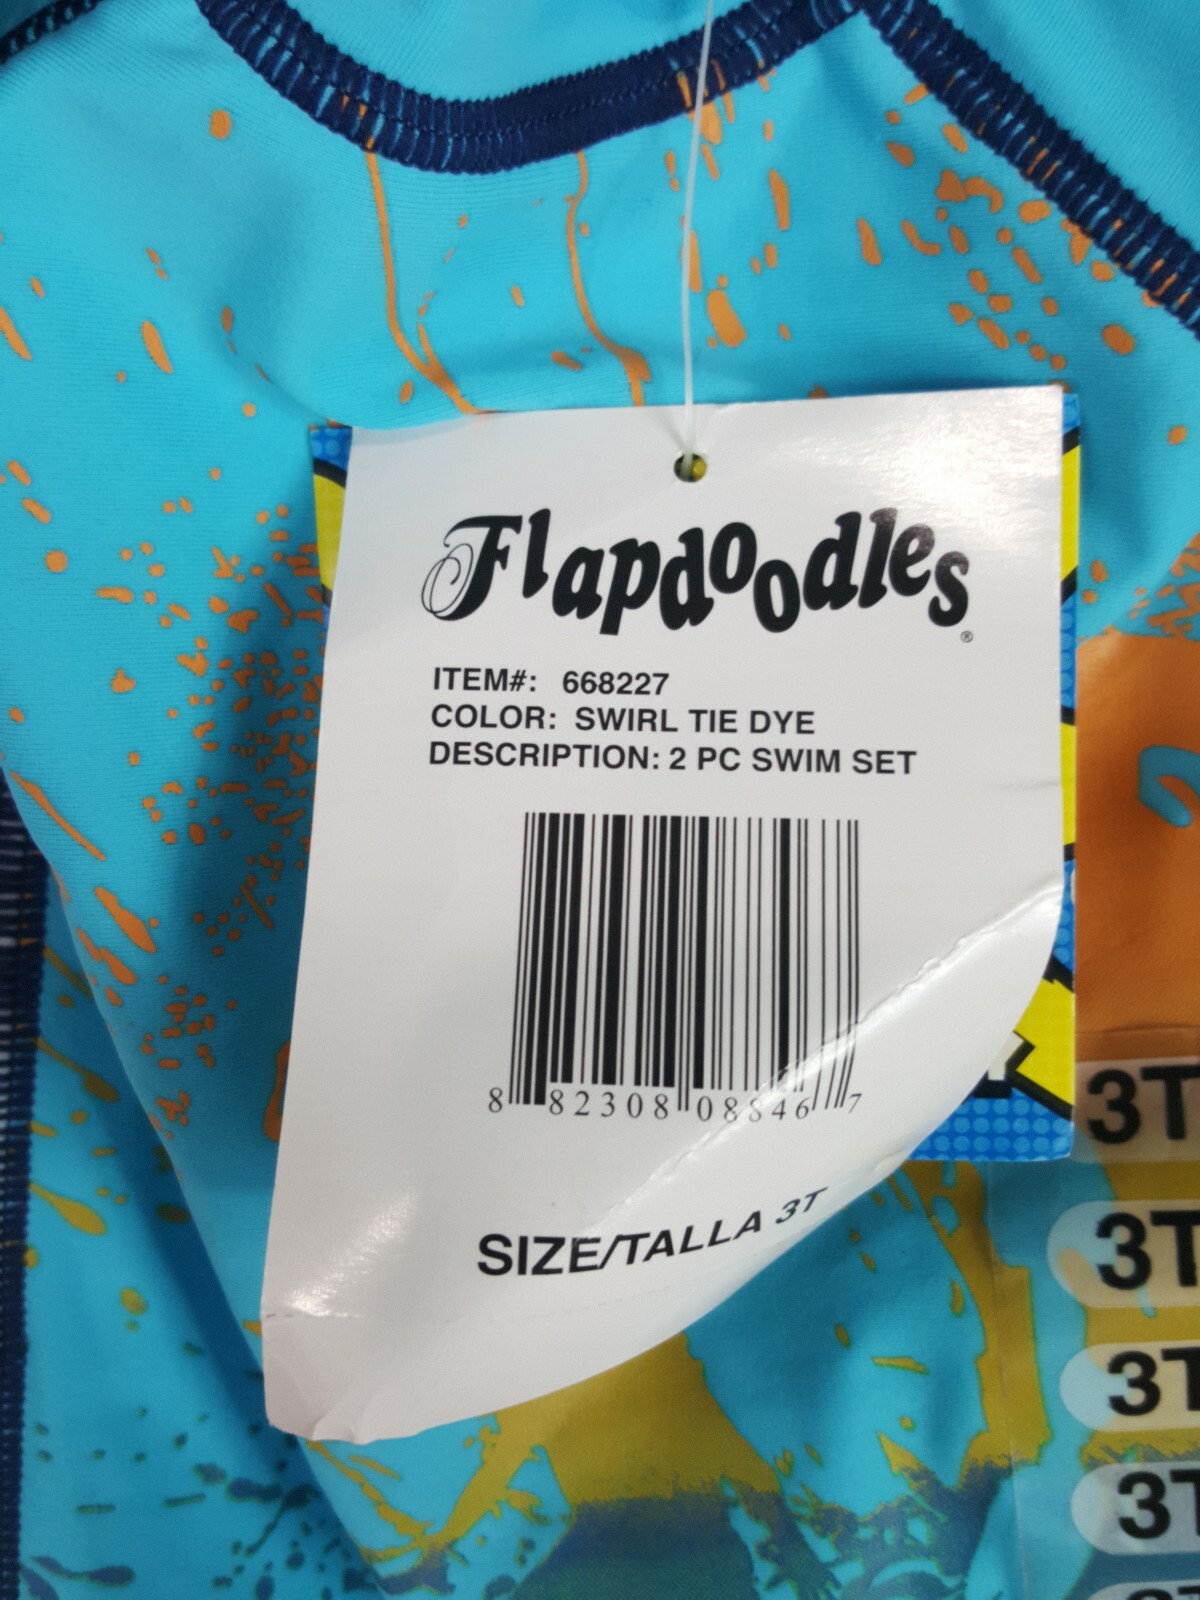 Flapdoodles®
ITEM#: 668227
COLOR: SWIRL TIE DYE
DESCRIPTION: 2 PC SWIM SET
8 82308 08846 7
SIZE/TALLA 3T
3T
3T
3T
3T
3T